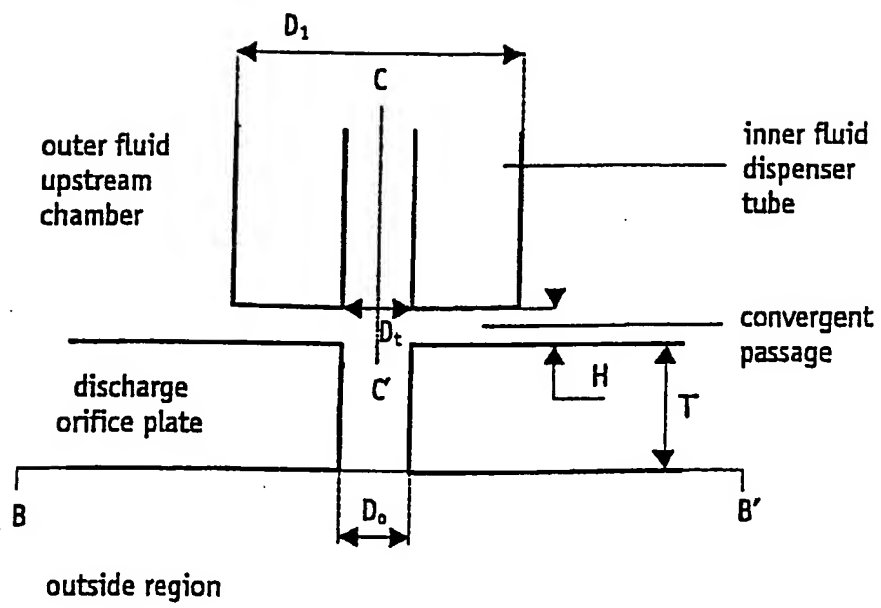 D₁
C
outer fluid
upstream
chamber
inner fluid
dispenser
tube
Dₜ
convergent
passage
C′
H
T
discharge
orifice plate
B
Dₒ
B′
outside region